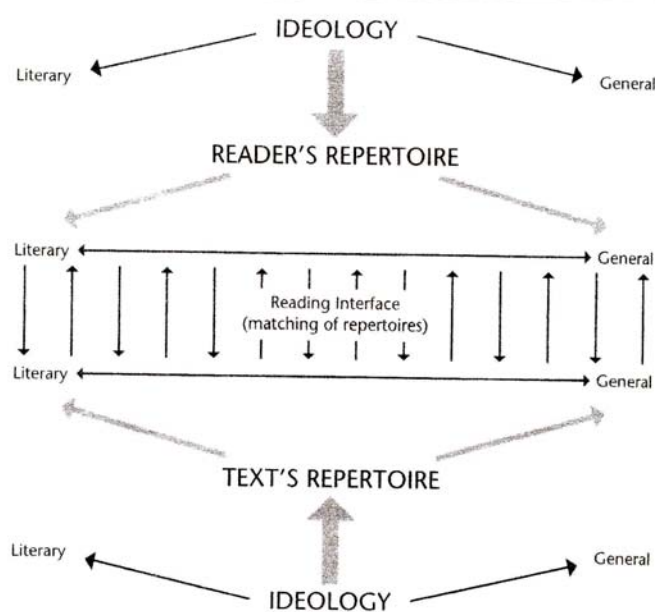 IDEOLOGY
Literary
General
READER'S REPERTOIRE
Literary
General
Reading Interface
(matching of repertoires)
Literary
General
TEXT'S REPERTOIRE
Literary
General
IDEOLOGY